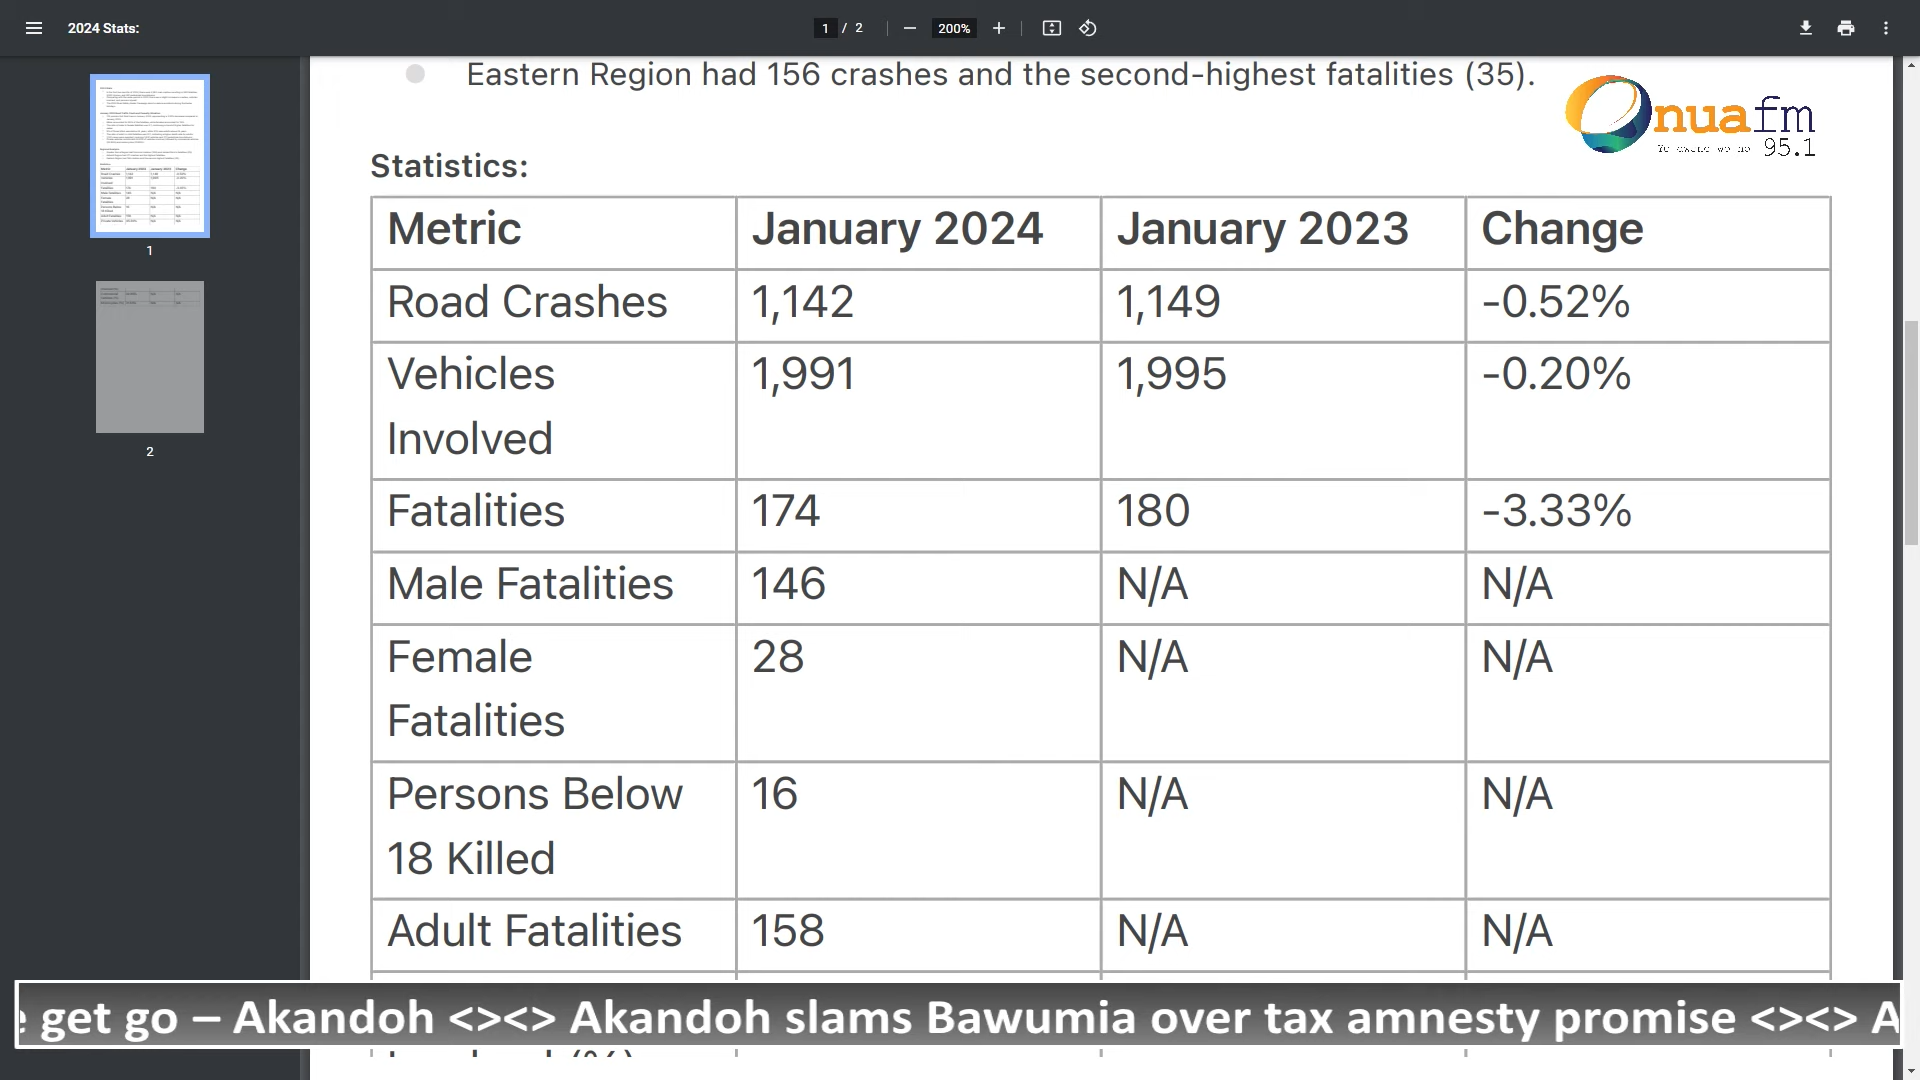 2024 Stats:
1 / 2
200%
1
2
Eastern Region had 156 crashes and the second-highest fatalities (35).
Onua fm
95.1
Statistics:
Metric January 2024 January 2023 Change
Road Crashes 1,142 1,149 -0.52%
Vehicles 1,991 1,995 -0.20%
Involved
Fatalities 174 180 -3.33%
Male Fatalities 146 N/A N/A
Female 28 N/A N/A
Fatalities
Persons Below 16 N/A N/A
18 Killed
Adult Fatalities 158 N/A N/A
get go – Akandoh <><> Akandoh slams Bawumia over tax amnesty promise <><> A
(%)